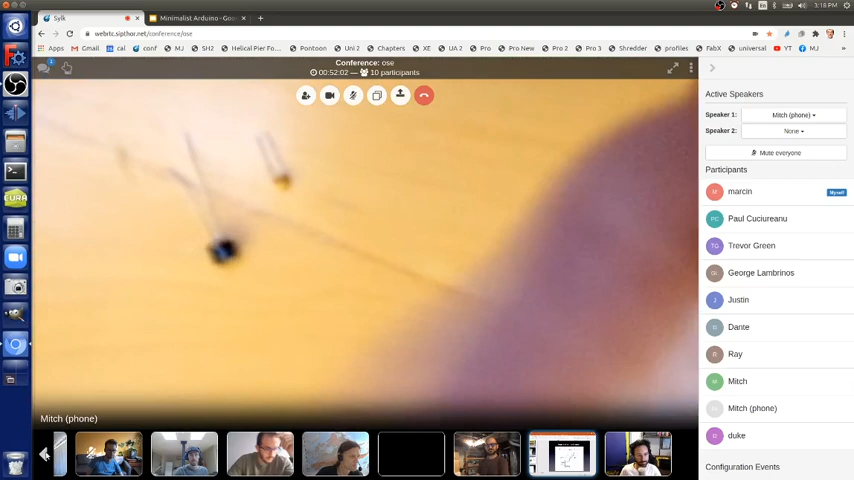 Sylk
Minimalist Arduino - Goo
3:18 PM
En
webrtc.sipthor.net/conference/ose
Apps
Gmail
cal
conf
MJ
SH2
Helical Pier Fo
Pontoon
Uni 2
Chapters
XE
UA 2
Pro
Pro New
Pro 2
Pro 3
Shredder
profiles
FabX
universal
YT
MJ
1
Conference: ose
00:52:02 — 10 participants
Mitch (phone)
Active Speakers
Speaker 1:
Mitch (phone)
Speaker 2:
None
Mute everyone
Participants
M
marcin
Myself
PC
Paul Cuciureanu
TG
Trevor Green
Gl
George Lambrinos
J
Justin
D
Dante
R
Ray
M
Mitch
M
Mitch (phone)
D
duke
Configuration Events
CURA